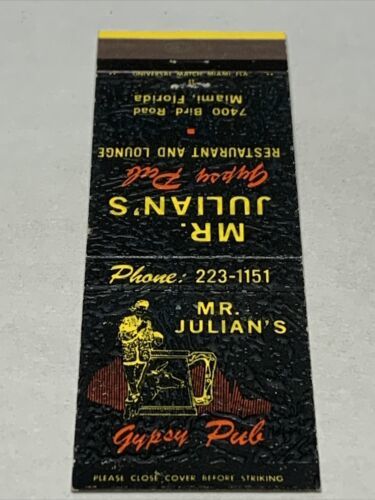 UNIVERSAL MATCH MIAMI, FLA.
MR.
JULIAN'S
Gypsy Pub
RESTAURANT AND LOUNGE
7400 Bird Road
Miami, Florida
Phone: 223-1151
MR.
JULIAN'S
Gypsy Pub
PLEASE CLOSE COVER BEFORE STRIKING